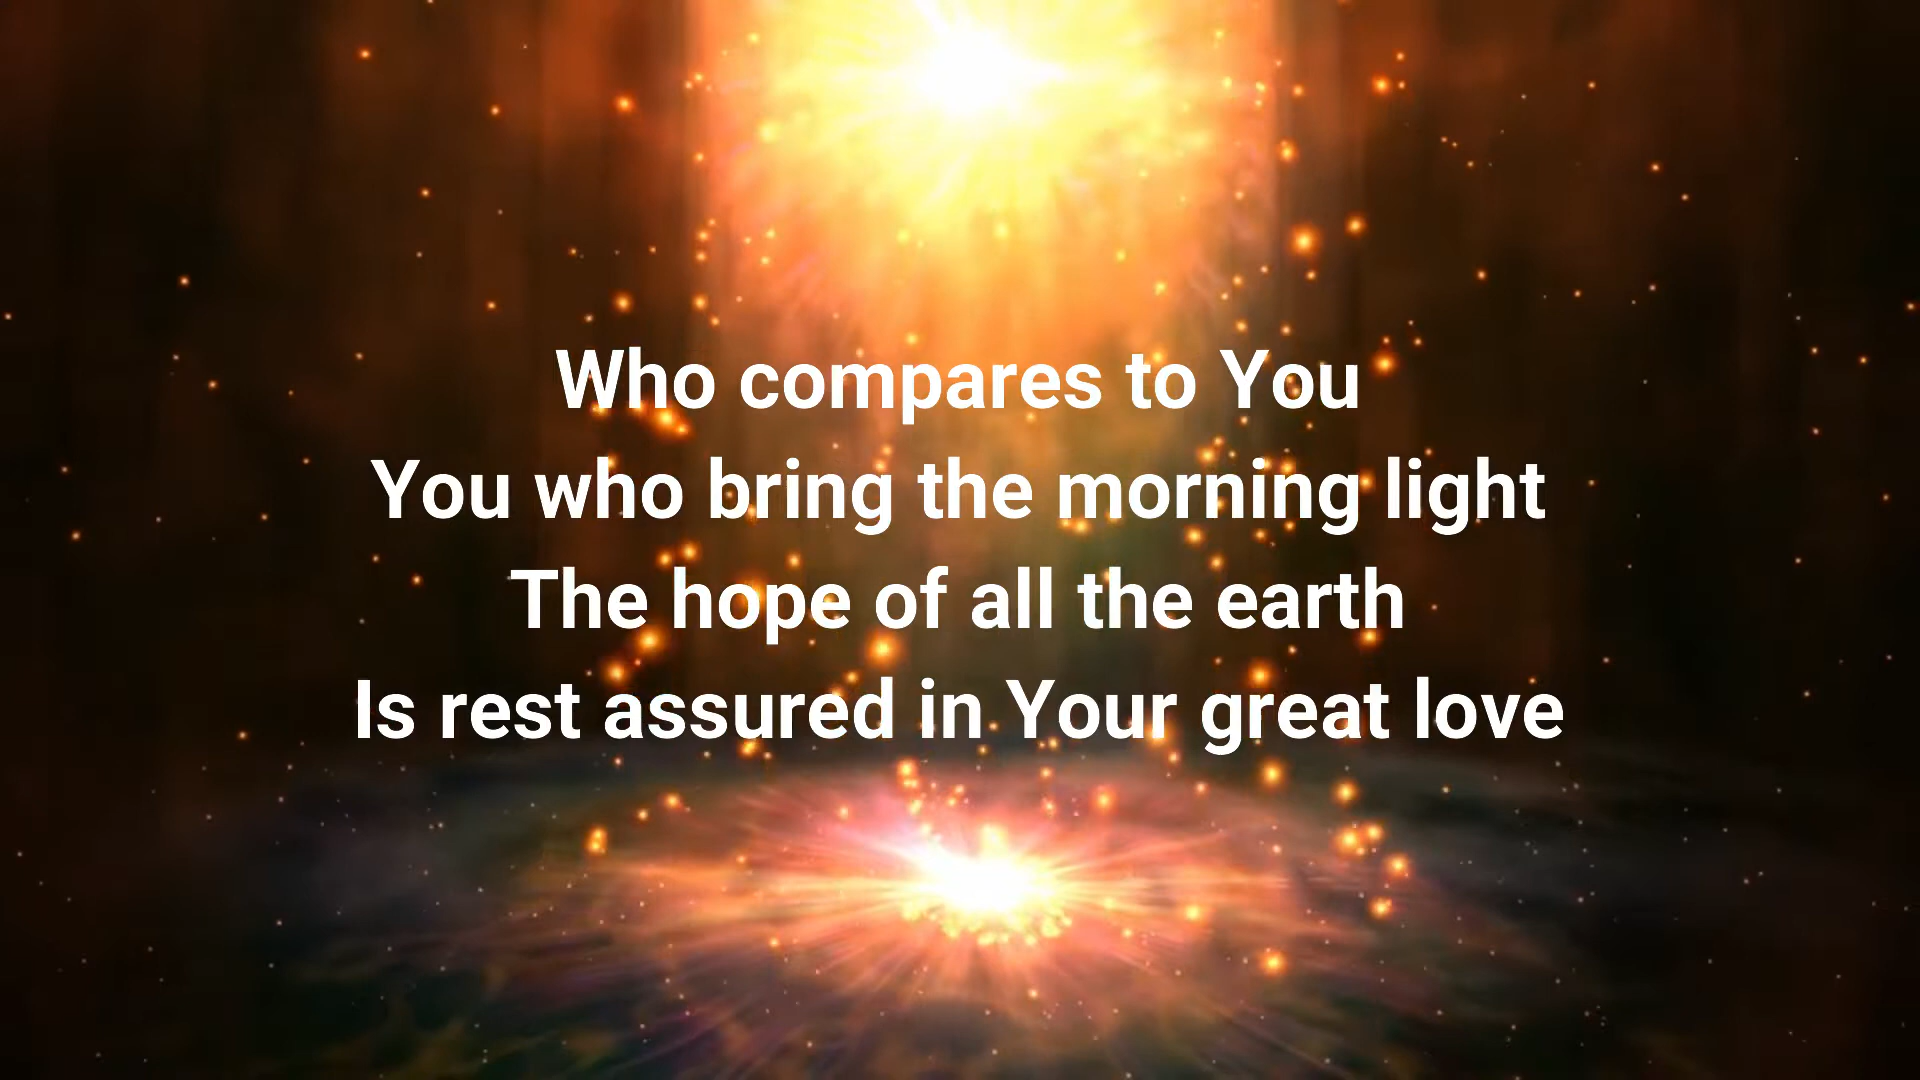 Who compares to You
You who bring the morning light
The hope of all the earth
Is rest assured in Your great love